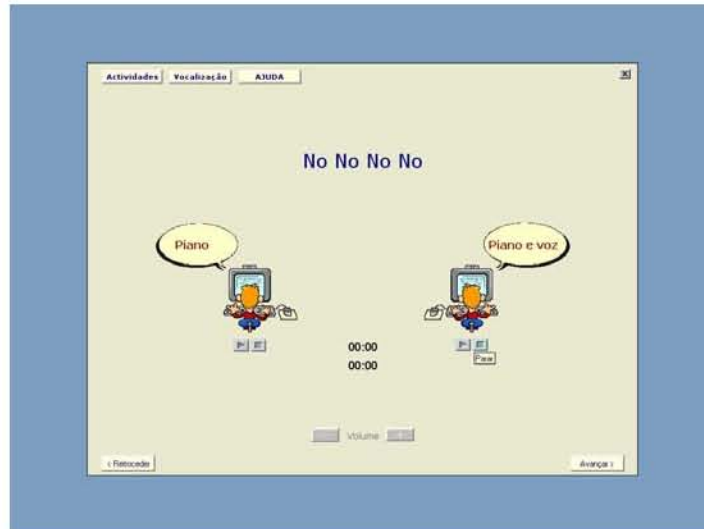 Actividades Vocalização AJUDA
No No No No
Piano Piano e voz
00:00
Parar
00:00
Volume
< Retroceder Avançar >